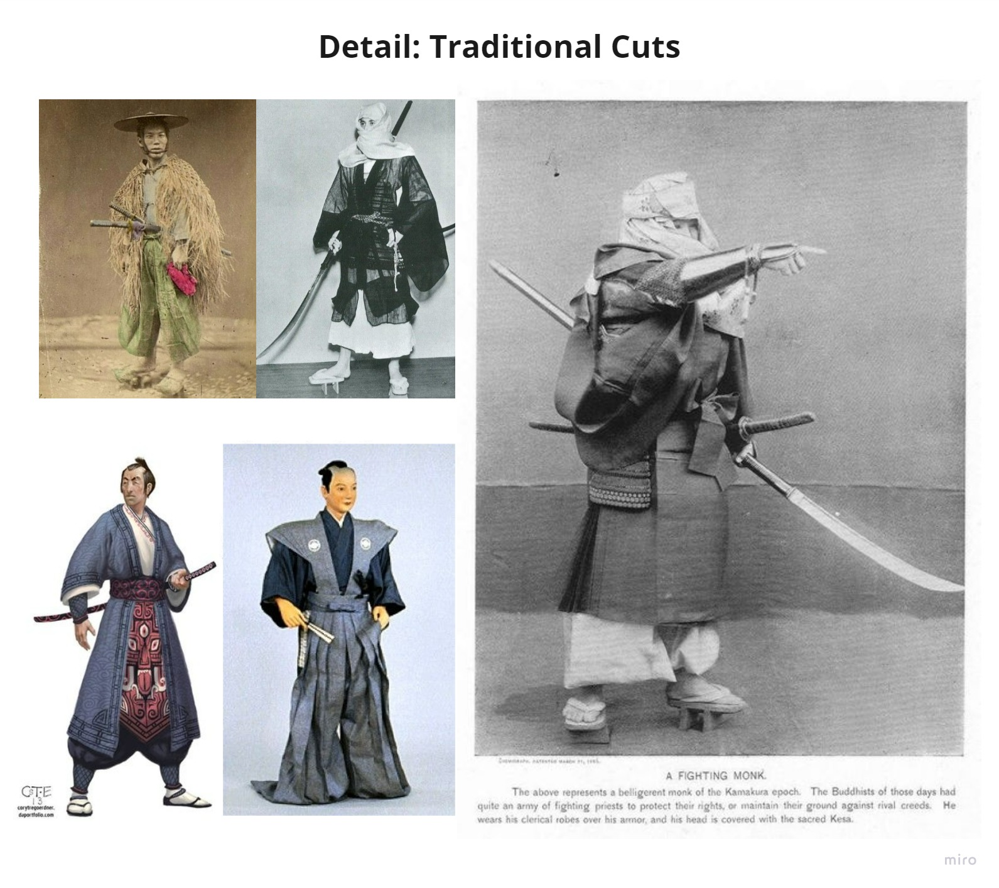 Detail: Traditional Cuts
CSTE
13
corytregoerdner.
daportfolio.com
A FIGHTING MONK.
The above represents a belligerent monk of the Kamakura epoch. The Buddhists of those days had
quite an army of fighting priests to protect their rights, or maintain their ground against rival creeds. He
wears his clerical robes over his armor, and his head is covered with the sacred Kesa.
miro